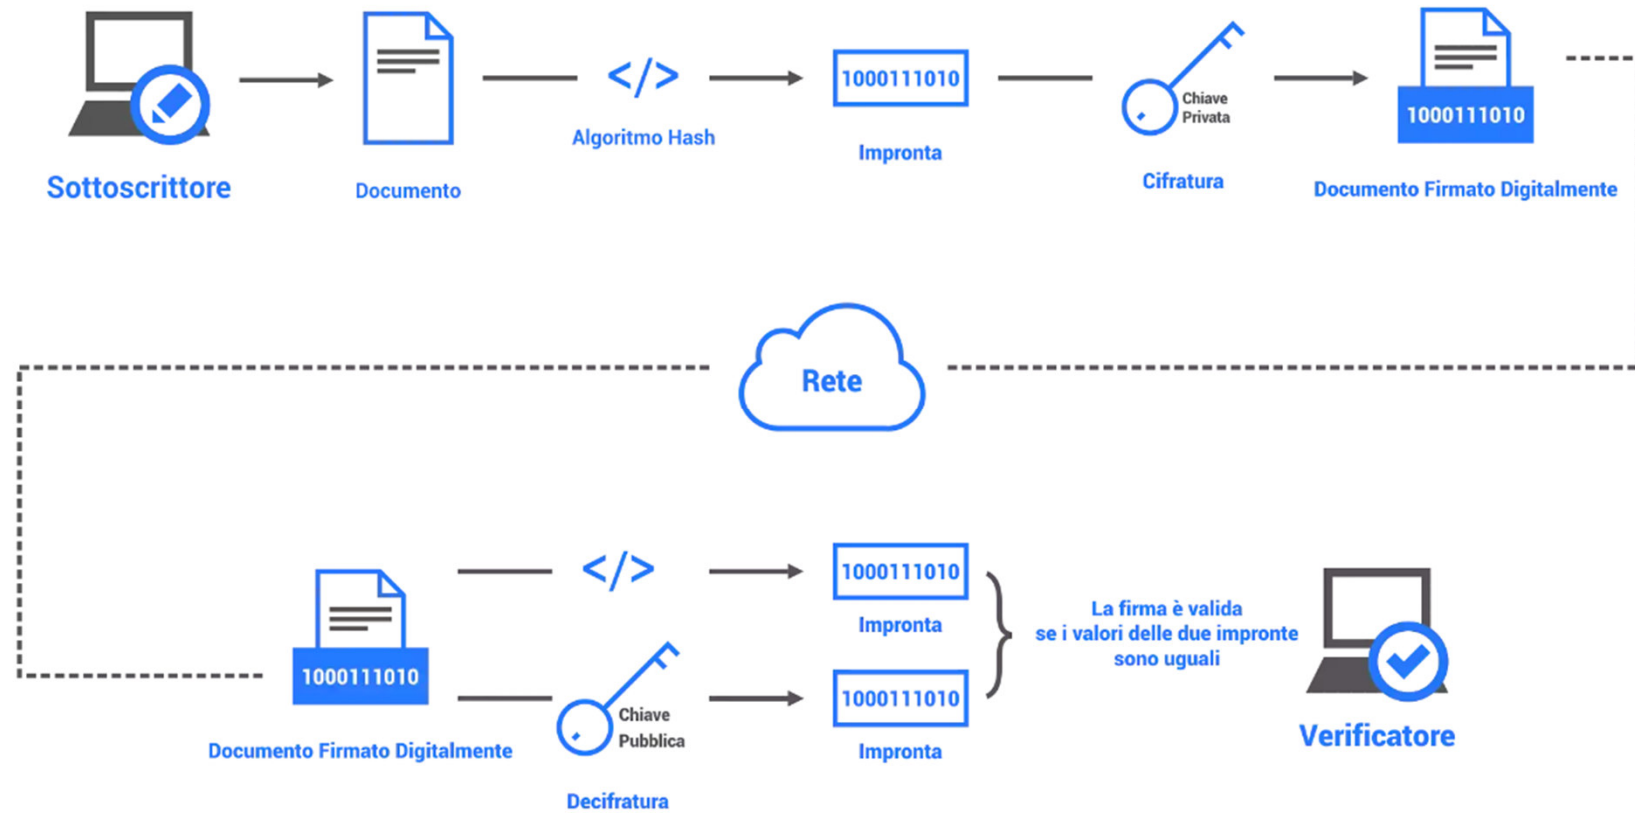 Sottoscrittore
Documento
</>
Algoritmo Hash
1000111010
Impronta
Chiave
Privata
Cifratura
1000111010
Documento Firmato Digitalmente
Rete
1000111010
Documento Firmato Digitalmente
</>
1000111010
Impronta
Chiave
Pubblica
Decifratura
1000111010
Impronta
La firma è valida
se i valori delle due impronte
sono uguali
Verificatore